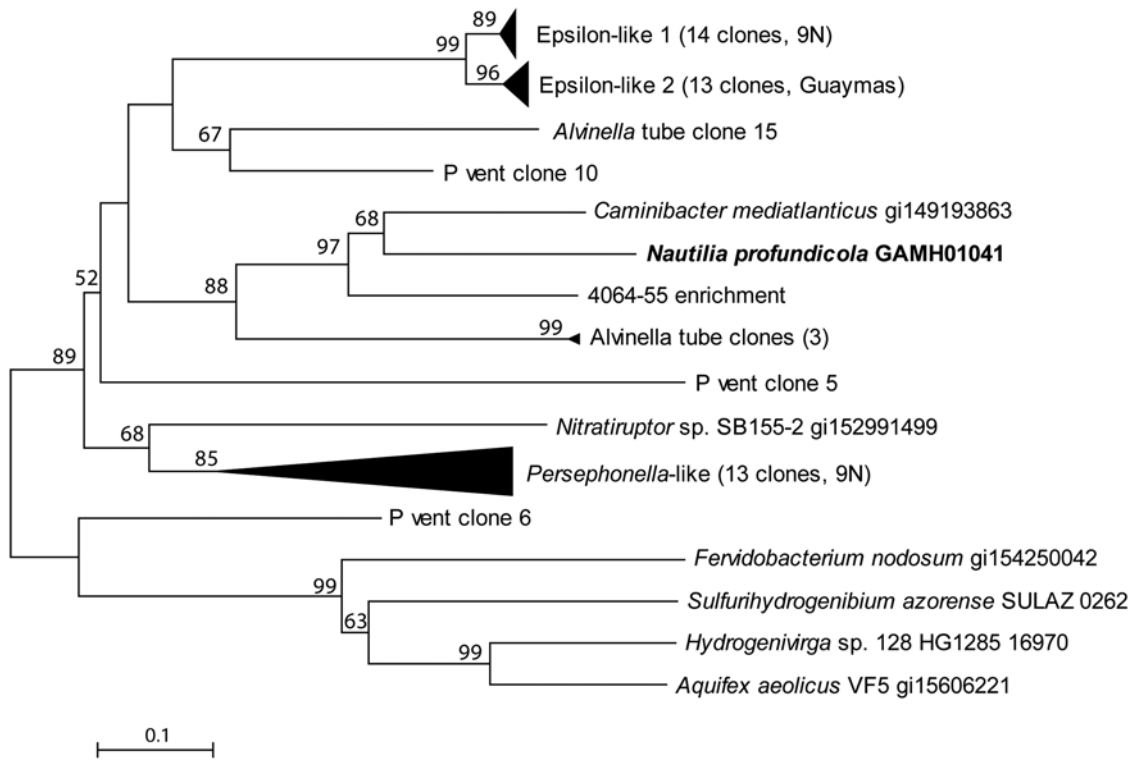 89
Epsilon-like 1 (14 clones, 9N)
99
96
Epsilon-like 2 (13 clones, Guaymas)
67
Alvinella tube clone 15
P vent clone 10
Caminibacter mediatlanticus gi149193863
68
97
Nautilia profundicola GAMH01041
52
88
4064-55 enrichment
99
Alvinella tube clones (3)
89
P vent clone 5
68
Nitratiruptor sp. SB155-2 gi152991499
85
Persephonella-like (13 clones, 9N)
P vent clone 6
Fervidobacterium nodosum gi154250042
99
Sulfurihydrogenibium azorense SULAZ 0262
63
Hydrogenivirga sp. 128 HG1285 16970
99
Aquifex aeolicus VF5 gi15606221
0.1